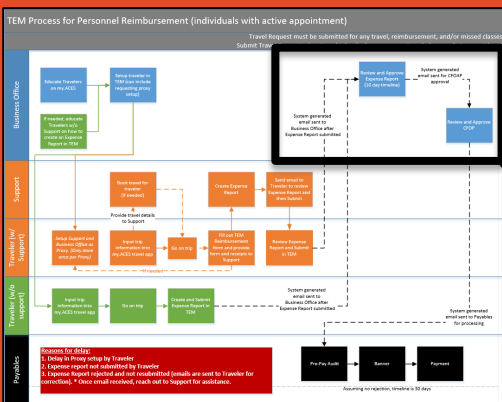 TEM Process for Personnel Reimbursement (individuals with active appointment)
Travel Request must be submitted for any travel, reimbursement, and/or missed classes
Submit Trav
Business Office
Educate Travelers
on my ACES
Setup traveler in
TEM (can include
requesting proxy
setup)
If needed, educate
Travelers w/o
Support on how to
create an Expense
Report in TEM
Review and Approve
Expense Report
(10 day timeline)
System generated
email sent for CFOAP
approval
Review and Approve
CFOP
System generated
email sent to
Business Office after
Expense Report submitted
Support
Book travel for
traveler
(if needed)
Create Expense
Report
Send email to
Traveler to review
Expense Report and
then Submit
Provide travel details
to Support
Traveler (w/
Support)
Setup Support and
Business Office as
Proxy. (Only done
once per Proxy)
Input trip
information into
my ACES travel app
Go on trip
Fill out TEM
Reimbursement
form and provide
form and receipts to
Support
Review Expense
Report and Submit
in TEM
If needed
Traveler (w/o
support)
Input trip
information into
my ACES travel app
Go on trip
Create and Submit
Expense Report in
TEM
System generated
email sent to
Business Office after
Expense Report submitted
System generated
email sent to Payables
for processing
Payables
Reasons for delay:
1. Delay in Proxy setup by Traveler
2. Expense report not submitted by Traveler
3. Expense Report rejected and not resubmitted (emails are sent to Traveler for
correction). * Once email received, reach out to Support for assistance.
Pre-Pay Audit
Banner
Payment
Assuming no rejection, timeline is 30 days